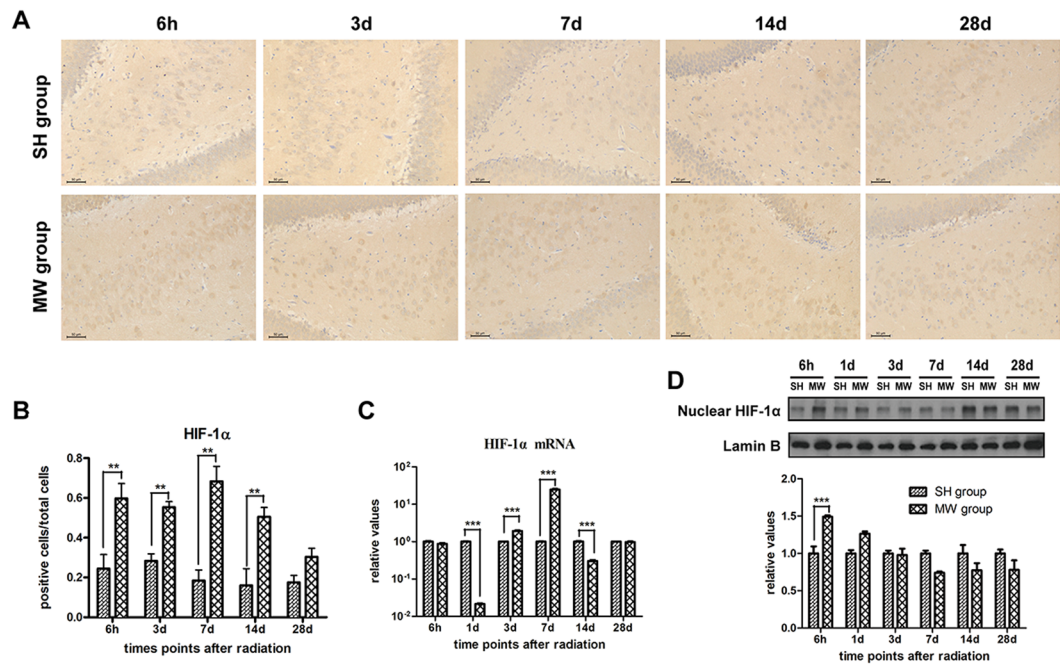 A
6h 3d 7d 14d 28d
SH group
MW group
B
HIF-1α
positive cells/total cells
0.8
0.6
0.4
0.2
0.0
** ** ** **
6h 3d 7d 14d 28d
times points after radiation
C
HIF-1α mRNA
relative values
10²
10¹
10⁰
10⁻¹
10⁻²
*** *** *** ***
6h 1d 3d 7d 14d 28d
time points after radiation
D
6h 1d 3d 7d 14d 28d
SH MW SH MW SH MW SH MW SH MW SH MW
Nuclear HIF-1α
Lamin B
relative values
2.0
1.5
1.0
0.5
0.0
***
SH group
MW group
6h 1d 3d 7d 14d 28d
time points after radiation